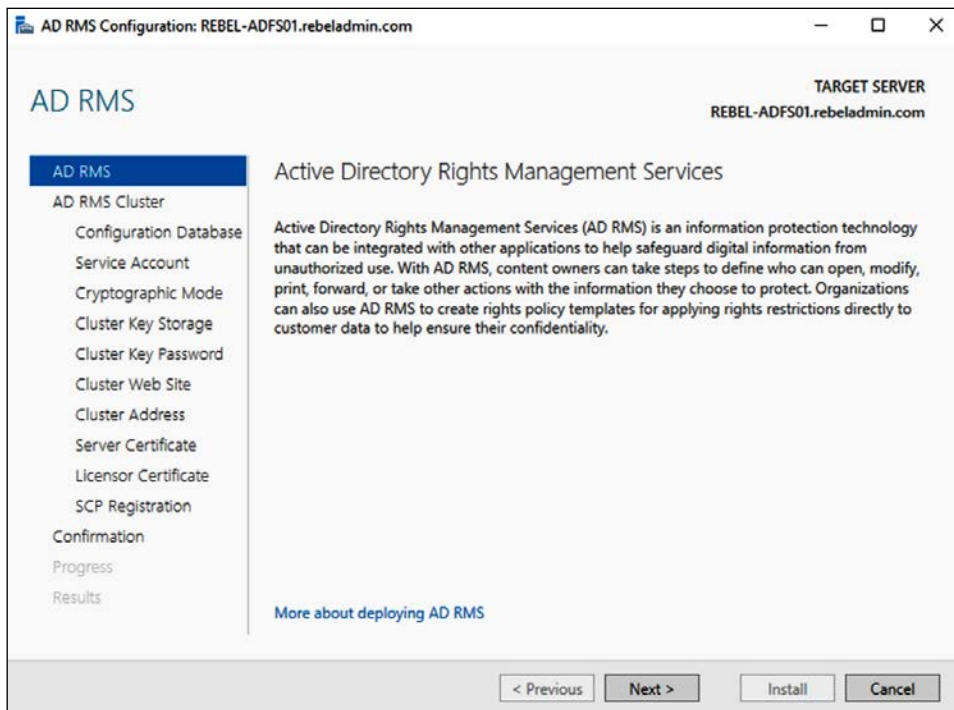 AD RMS Configuration: REBEL-ADFS01.rebeladmin.com
AD RMS
TARGET SERVER
REBEL-ADFS01.rebeladmin.com
AD RMS
AD RMS Cluster
Configuration Database
Service Account
Cryptographic Mode
Cluster Key Storage
Cluster Key Password
Cluster Web Site
Cluster Address
Server Certificate
Licensor Certificate
SCP Registration
Confirmation
Progress
Results
Active Directory Rights Management Services
Active Directory Rights Management Services (AD RMS) is an information protection technology
that can be integrated with other applications to help safeguard digital information from
unauthorized use. With AD RMS, content owners can take steps to define who can open, modify,
print, forward, or take other actions with the information they choose to protect. Organizations
can also use AD RMS to create rights policy templates for applying rights restrictions directly to
customer data to help ensure their confidentiality.
More about deploying AD RMS
< Previous
Next >
Install
Cancel